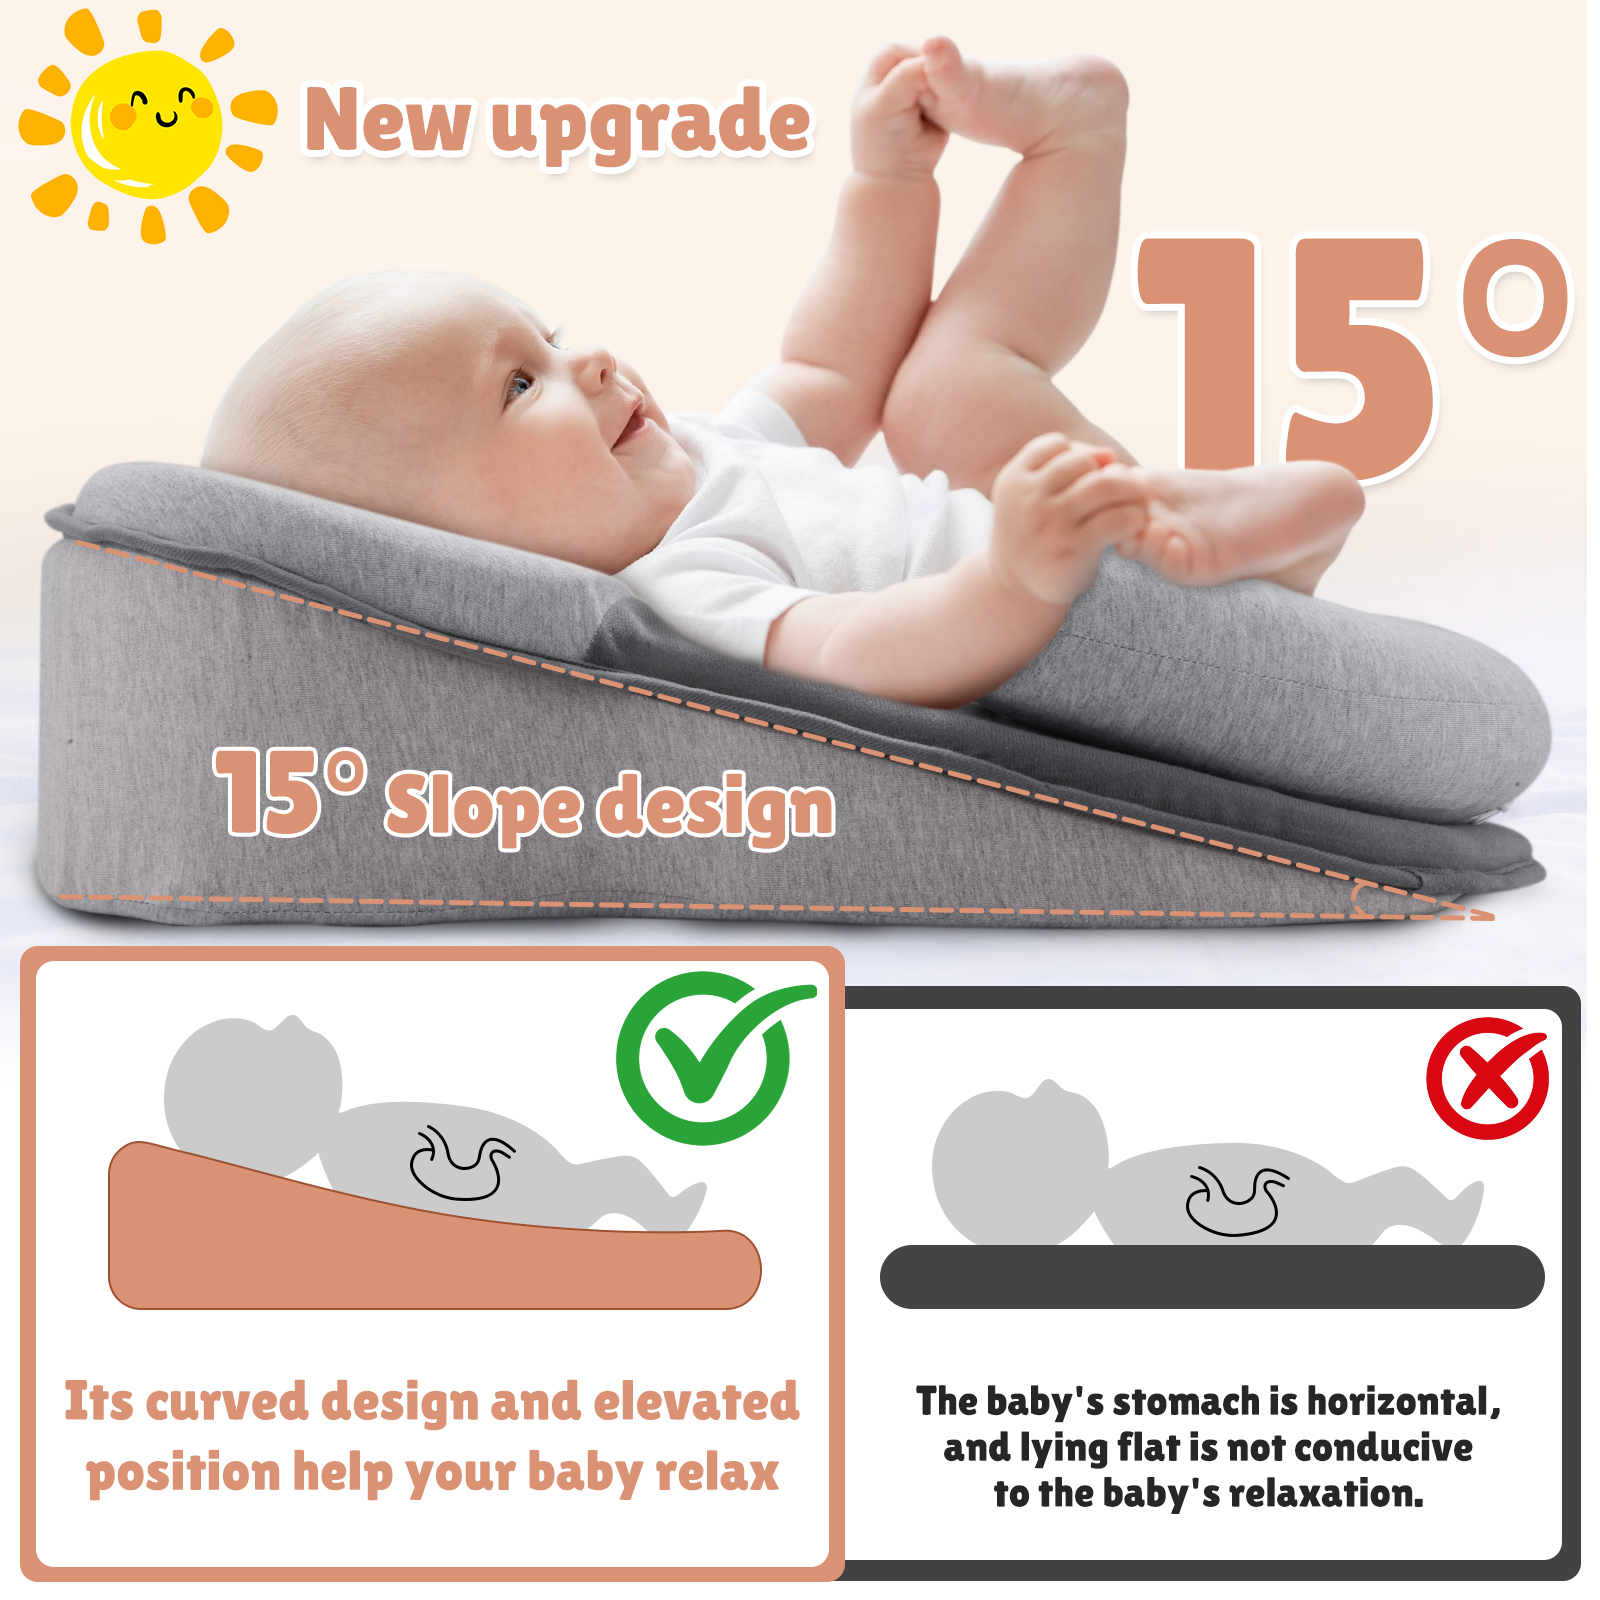 New upgrade
15°
15° Slope design
Its curved design and elevated
position help your baby relax
The baby's stomach is horizontal,
and lying flat is not conducive
to the baby's relaxation.